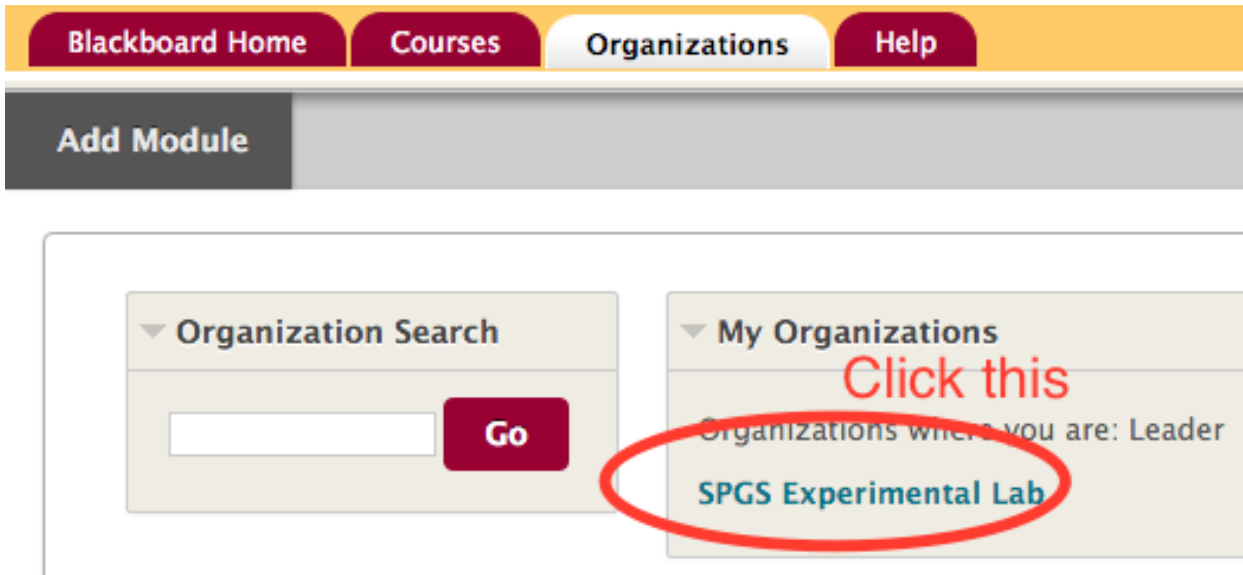 Blackboard Home Courses Organizations Help
Add Module
Organization Search
Go
My Organizations
Click this
Organizations where you are: Leader
SPGS Experimental Lab